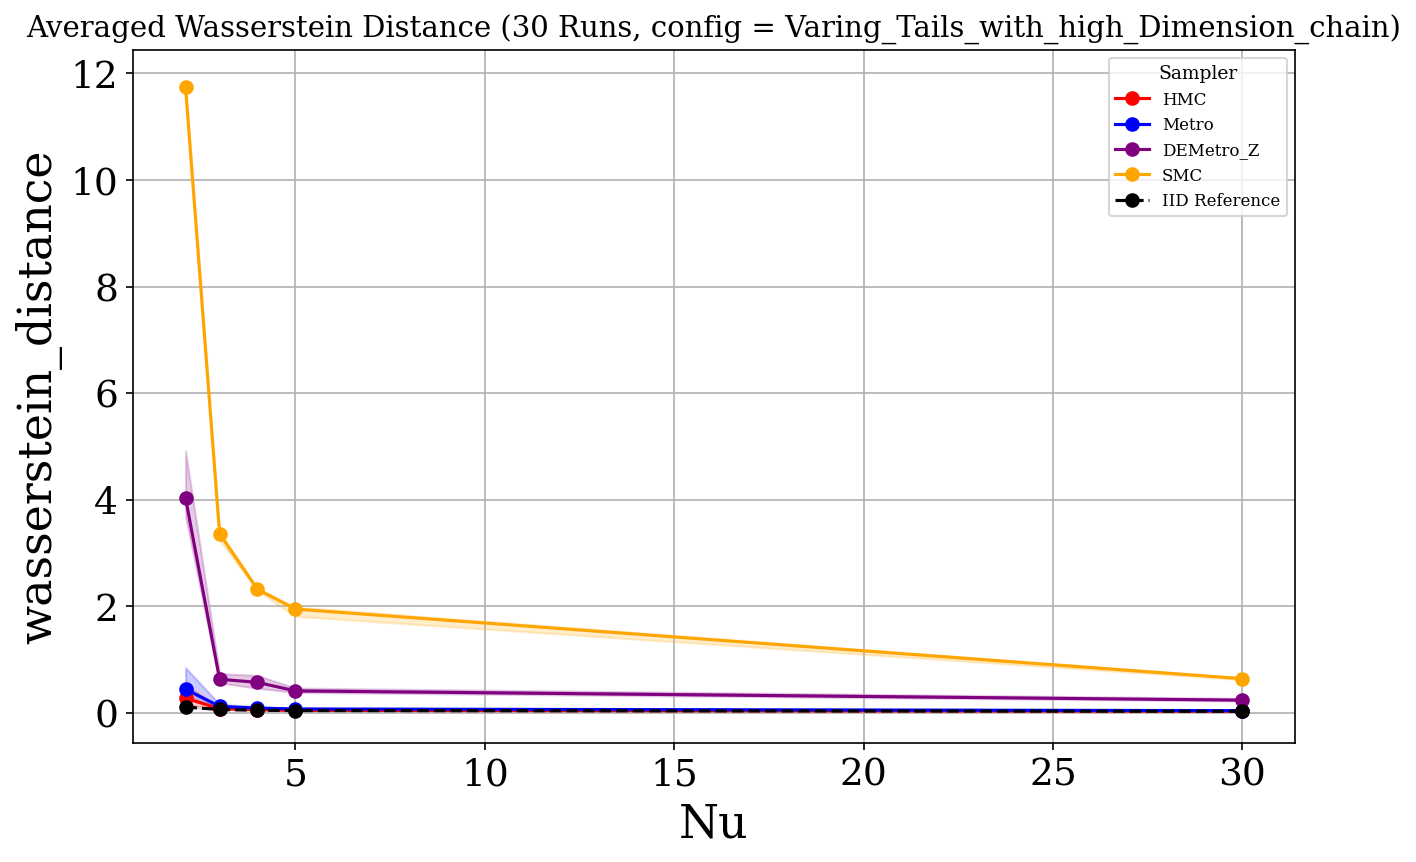 Averaged Wasserstein Distance (30 Runs, config = Varing_Tails_with_high_Dimension_chain)
Sampler
HMC
Metro
DEMetro_Z
SMC
IID Reference
wasserstein_distance
12
10
8
6
4
2
0
5
10
15
20
25
30
Nu